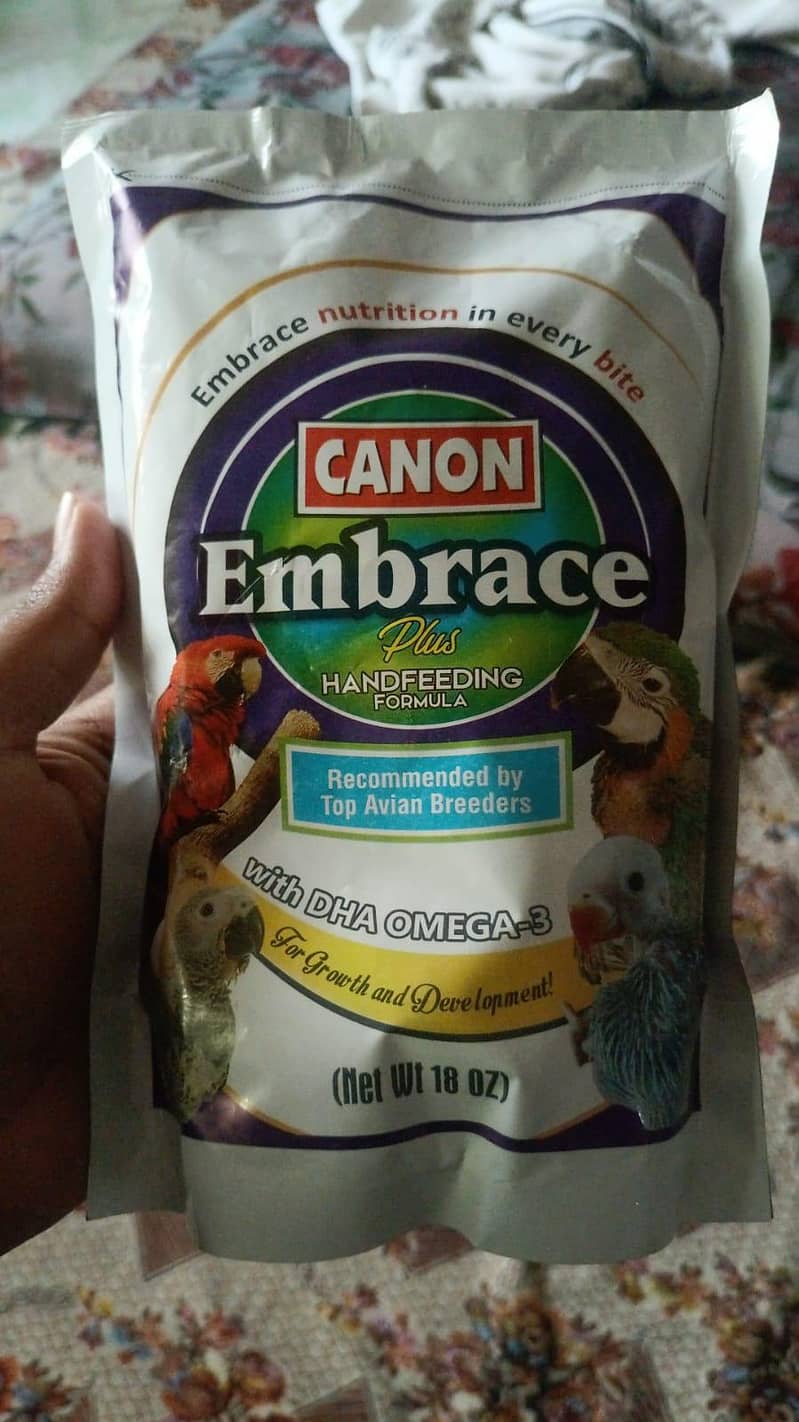 Embrace nutrition in every bite
CANON
Embrace
Plus
HANDFEEDING
FORMULA
Recommended by
Top Avian Breeders
with DHA OMEGA-3
For Growth and Development!
(Net Wt 18 OZ)